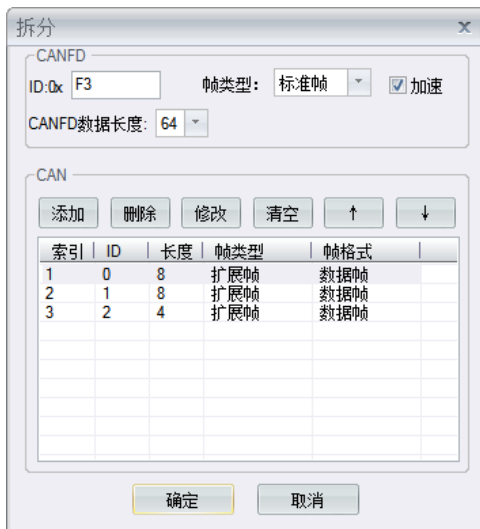 拆分 x
CANFD
ID:0x F3 帧类型： 标准帧 加速
CANFD数据长度: 64
CAN
添加 删除 修改 清空 ↑ ↓
索引 ID 长度 帧类型 帧格式
1 0 8 扩展帧 数据帧
2 1 8 扩展帧 数据帧
3 2 4 扩展帧 数据帧
确定 取消